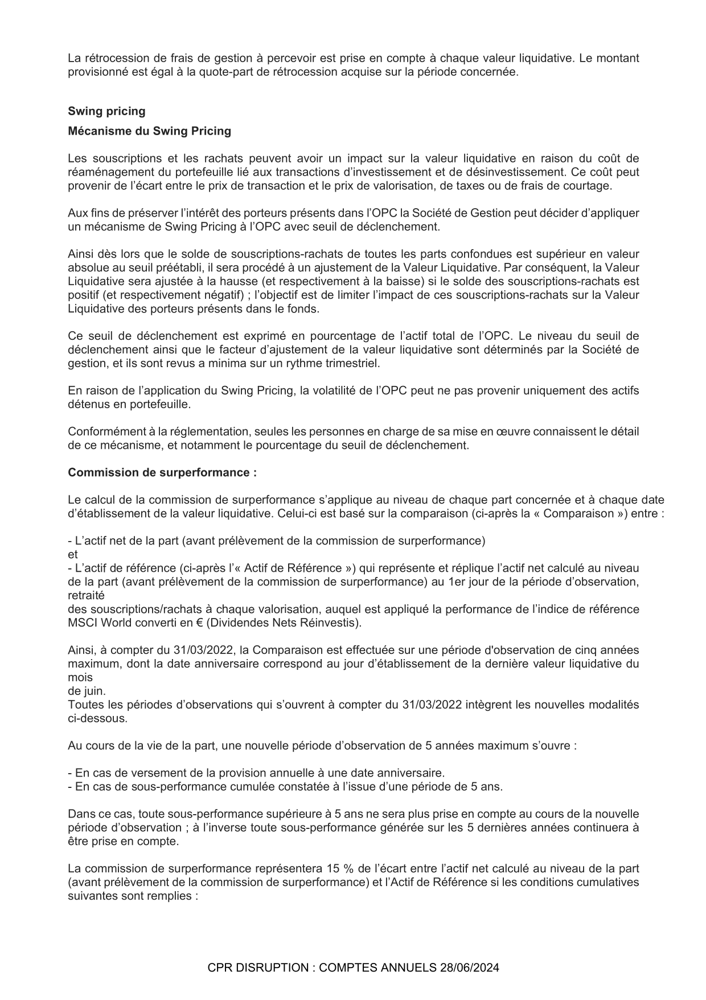 La rétrocession de frais de gestion à percevoir est prise en compte à chaque valeur liquidative. Le montant
provisionné est égal à la quote-part de rétrocession acquise sur la période concernée.
Swing pricing
Mécanisme du Swing Pricing
Les souscriptions et les rachats peuvent avoir un impact sur la valeur liquidative en raison du coût de
réaménagement du portefeuille lié aux transactions d’investissement et de désinvestissement. Ce coût peut
provenir de l’écart entre le prix de transaction et le prix de valorisation, de taxes ou de frais de courtage.
Aux fins de préserver l’intérêt des porteurs présents dans l’OPC la Société de Gestion peut décider d’appliquer
un mécanisme de Swing Pricing à l’OPC avec seuil de déclenchement.
Ainsi dès lors que le solde de souscriptions-rachats de toutes les parts confondues est supérieur en valeur
absolue au seuil préétabli, il sera procédé à un ajustement de la Valeur Liquidative. Par conséquent, la Valeur
Liquidative sera ajustée à la hausse (et respectivement à la baisse) si le solde des souscriptions-rachats est
positif (et respectivement négatif) ; l’objectif est de limiter l’impact de ces souscriptions-rachats sur la Valeur
Liquidative des porteurs présents dans le fonds.
Ce seuil de déclenchement est exprimé en pourcentage de l’actif total de l’OPC. Le niveau du seuil de
déclenchement ainsi que le facteur d’ajustement de la valeur liquidative sont déterminés par la Société de
gestion, et ils sont revus a minima sur un rythme trimestriel.
En raison de l’application du Swing Pricing, la volatilité de l’OPC peut ne pas provenir uniquement des actifs
détenus en portefeuille.
Conformément à la réglementation, seules les personnes en charge de sa mise en œuvre connaissent le détail
de ce mécanisme, et notamment le pourcentage du seuil de déclenchement.
Commission de surperformance :
Le calcul de la commission de surperformance s’applique au niveau de chaque part concernée et à chaque date
d’établissement de la valeur liquidative. Celui-ci est basé sur la comparaison (ci-après la « Comparaison ») entre :
- L’actif net de la part (avant prélèvement de la commission de surperformance)
et
- L’actif de référence (ci-après l’« Actif de Référence ») qui représente et réplique l’actif net calculé au niveau
de la part (avant prélèvement de la commission de surperformance) au 1er jour de la période d’observation,
retraité
des souscriptions/rachats à chaque valorisation, auquel est appliqué la performance de l’indice de référence
MSCI World converti en € (Dividendes Nets Réinvestis).
Ainsi, à compter du 31/03/2022, la Comparaison est effectuée sur une période d'observation de cinq années
maximum, dont la date anniversaire correspond au jour d’établissement de la dernière valeur liquidative du
mois
de juin.
Toutes les périodes d’observations qui s’ouvrent à compter du 31/03/2022 intègrent les nouvelles modalités
ci-dessous.
Au cours de la vie de la part, une nouvelle période d’observation de 5 années maximum s’ouvre :
- En cas de versement de la provision annuelle à une date anniversaire.
- En cas de sous-performance cumulée constatée à l’issue d’une période de 5 ans.
Dans ce cas, toute sous-performance supérieure à 5 ans ne sera plus prise en compte au cours de la nouvelle
période d’observation ; à l’inverse toute sous-performance générée sur les 5 dernières années continuera à
être prise en compte.
La commission de surperformance représentera 15 % de l’écart entre l’actif net calculé au niveau de la part
(avant prélèvement de la commission de surperformance) et l’Actif de Référence si les conditions cumulatives
suivantes sont remplies :
CPR DISRUPTION : COMPTES ANNUELS 28/06/2024